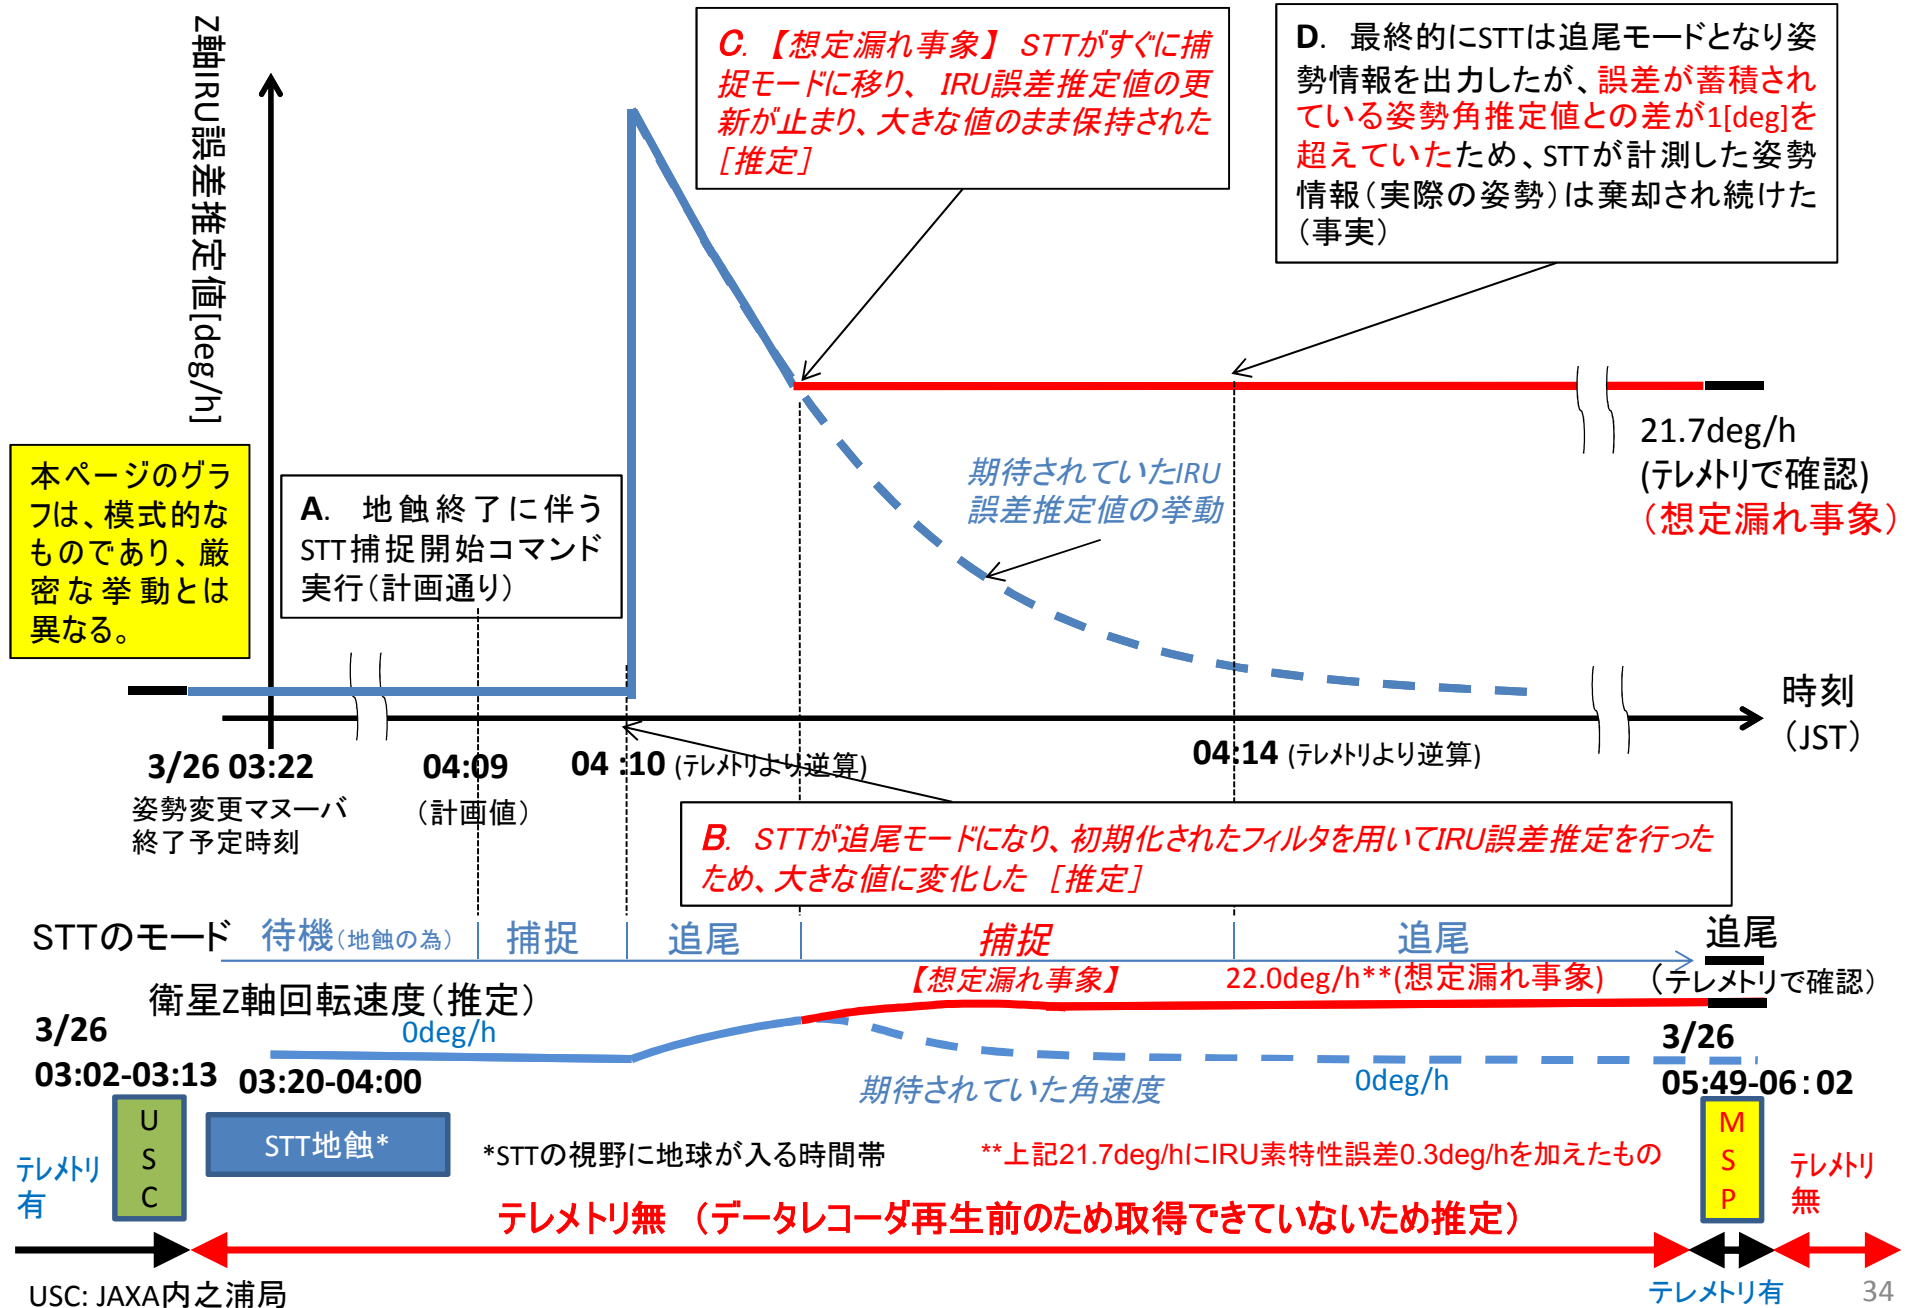 Z軸IRU誤差推定値[deg/h]
C. 【想定漏れ事象】 STTがすぐに捕
捉モードに移り、 IRU誤差推定値の更
新が止まり、大きな値のまま保持された
［推定］
D. 最終的にSTTは追尾モードとなり姿
勢情報を出力したが、誤差が蓄積され
ている姿勢角推定値との差が1[deg]を
超えていたため、STTが計測した姿勢
情報（実際の姿勢）は棄却され続けた
（事実）
本ページのグラ
フは、模式的な
ものであり、厳
密な挙動とは
異なる。
A. 地蝕終了に伴う
STT捕捉開始コマンド
実行（計画通り）
期待されていたIRU
誤差推定値の挙動
21.7deg/h
(テレメトリで確認)
（想定漏れ事象）
時刻
（JST）
3/26 03:22
姿勢変更マヌーバ
終了予定時刻
04:09
（計画値）
04 :10 (テレメトリより逆算)
04:14 (テレメトリより逆算)
B. STTが追尾モードになり、初期化されたフィルタを用いてIRU誤差推定を行った
ため、大きな値に変化した ［推定］
STTのモード 待機(地蝕の為) 捕捉 追尾 捕捉 追尾 追尾
【想定漏れ事象】 22.0deg/h**(想定漏れ事象) （テレメトリで確認）
衛星Z軸回転速度（推定）
0deg/h
3/26
03:02-03:13
03:20-04:00
期待されていた角速度
0deg/h
3/26
05:49-06：02
USC
STT地蝕*
*STTの視野に地球が入る時間帯
**上記21.7deg/hにIRU素特性誤差0.3deg/hを加えたもの
MSP
テレメトリ
有
テレメトリ
無
テレメトリ無 （データレコーダ再生前のため取得できていないため推定）
USC: JAXA内之浦局
テレメトリ有
34